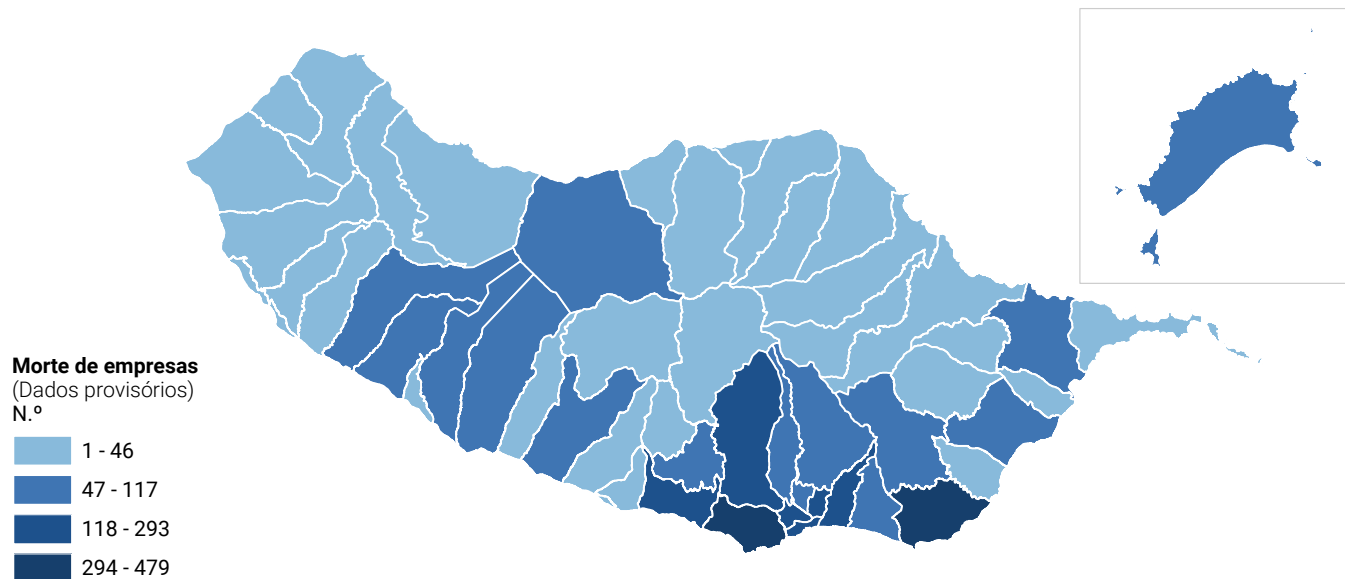 Morte de empresas
(Dados provisórios)
N.º
1 - 46
47 - 117
118 - 293
294 - 479